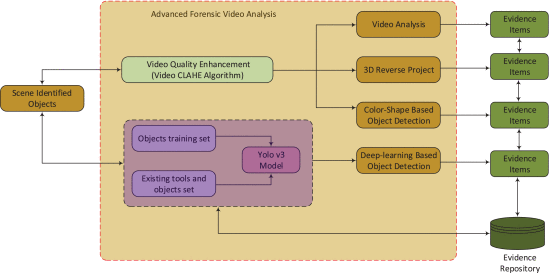 Advanced Forensic Video Analysis
Video Analysis
Evidence
Items
Video Quality Enhancement
(Video CLAHE Algorithm)
3D Reverse Project
Evidence
Items
Scene Identified
Objects
Color-Shape Based
Object Detection
Evidence
Items
Objects training set
Yolo v3
Model
Existing tools and
objects set
Deep-learning Based
Object Detection
Evidence
Items
Evidence
Repository